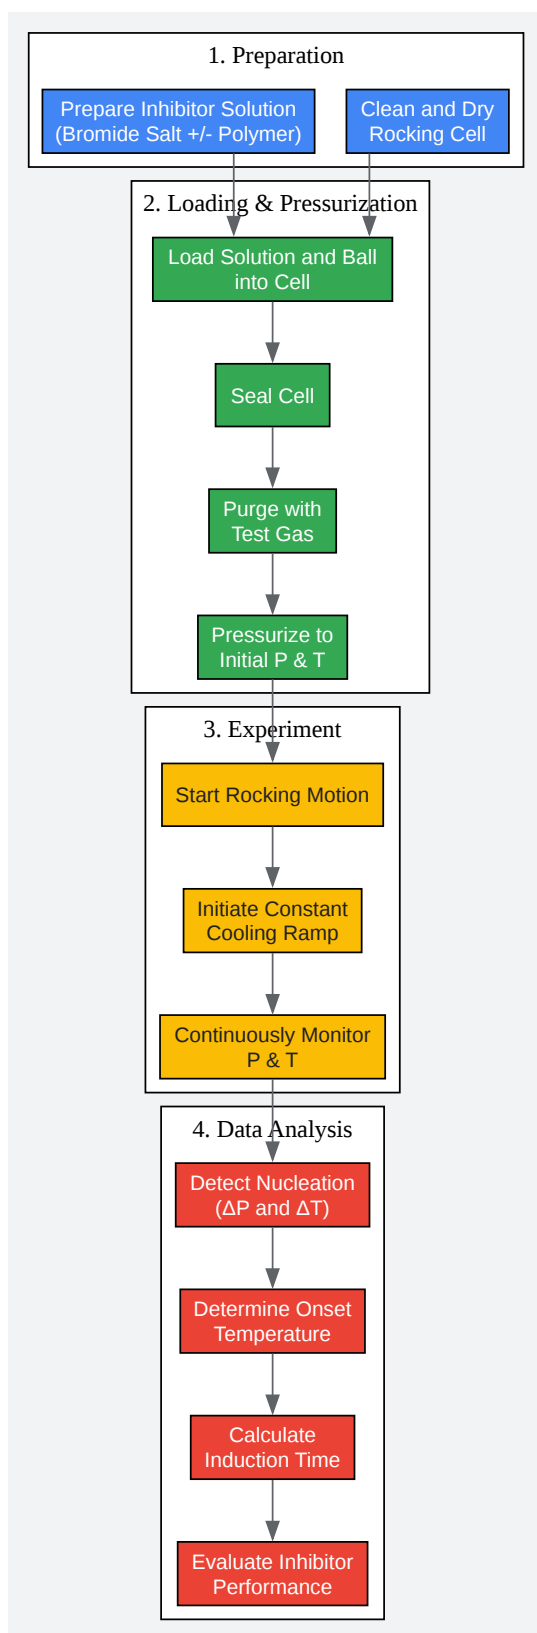 1. Preparation
Prepare Inhibitor Solution
(Bromide Salt +/- Polymer)
Clean and Dry
Rocking Cell
2. Loading & Pressurization
Load Solution and Ball
into Cell
Seal Cell
Purge with
Test Gas
Pressurize to
Initial P & T
3. Experiment
Start Rocking Motion
Initiate Constant
Cooling Ramp
Continuously Monitor
P & T
4. Data Analysis
Detect Nucleation
(ΔP and ΔT)
Determine Onset
Temperature
Calculate
Induction Time
Evaluate Inhibitor
Performance